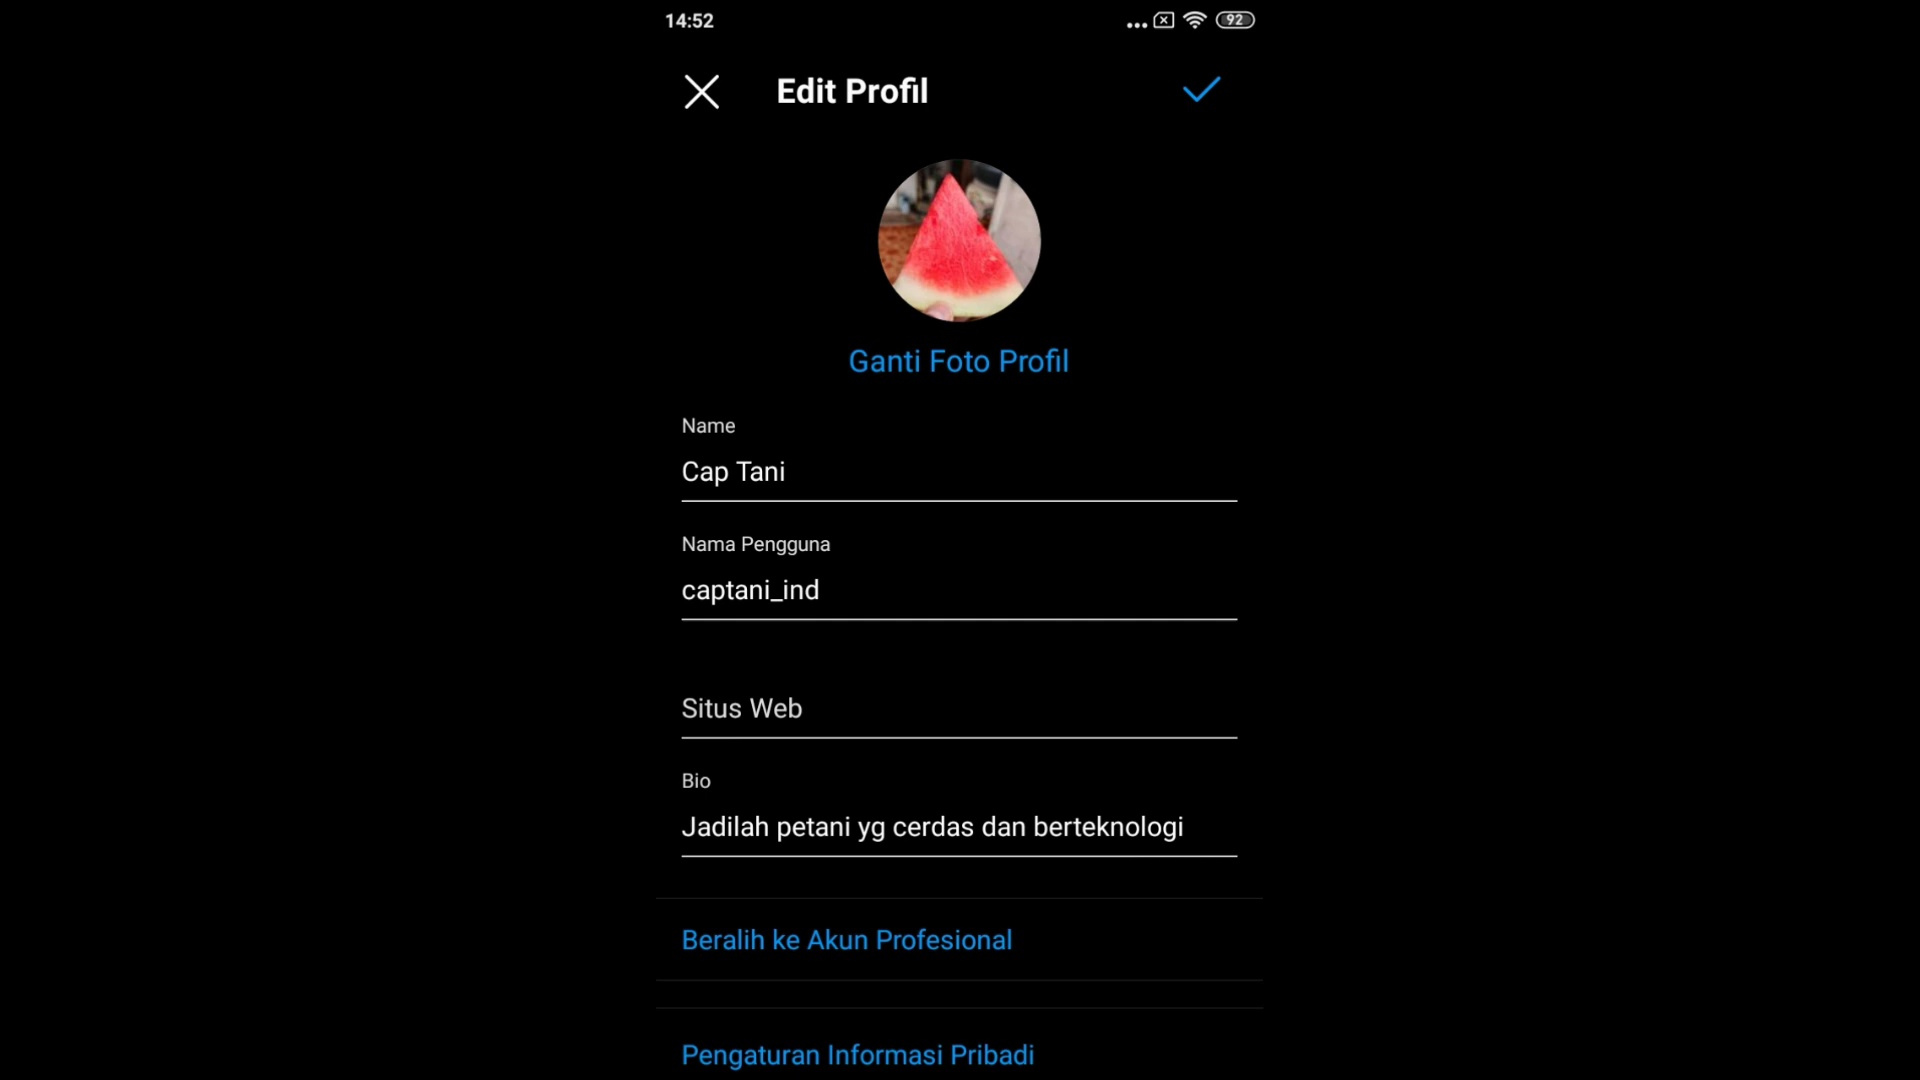 14:52
92
Edit Profil
Ganti Foto Profil
Name
Cap Tani
Nama Pengguna
captani_ind
Situs Web
Bio
Jadilah petani yg cerdas dan berteknologi
Beralih ke Akun Profesional
Pengaturan Informasi Pribadi